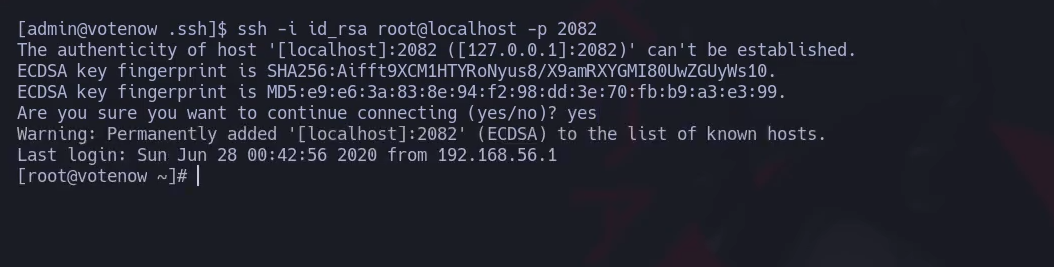 [admin@votenow .ssh]$ ssh -i id_rsa root@localhost -p 2082
The authenticity of host '[localhost]:2082 ([127.0.0.1]:2082)' can't be established.
ECDSA key fingerprint is SHA256:Aifft9XCM1HTYRoNyus8/X9amRXYGMI80UwZGUyWs10.
ECDSA key fingerprint is MD5:e9:e6:3a:83:8e:94:f2:98:dd:3e:70:fb:b9:a3:e3:99.
Are you sure you want to continue connecting (yes/no)? yes
Warning: Permanently added '[localhost]:2082' (ECDSA) to the list of known hosts.
Last login: Sun Jun 28 00:42:56 2020 from 192.168.56.1
[root@votenow ~]#